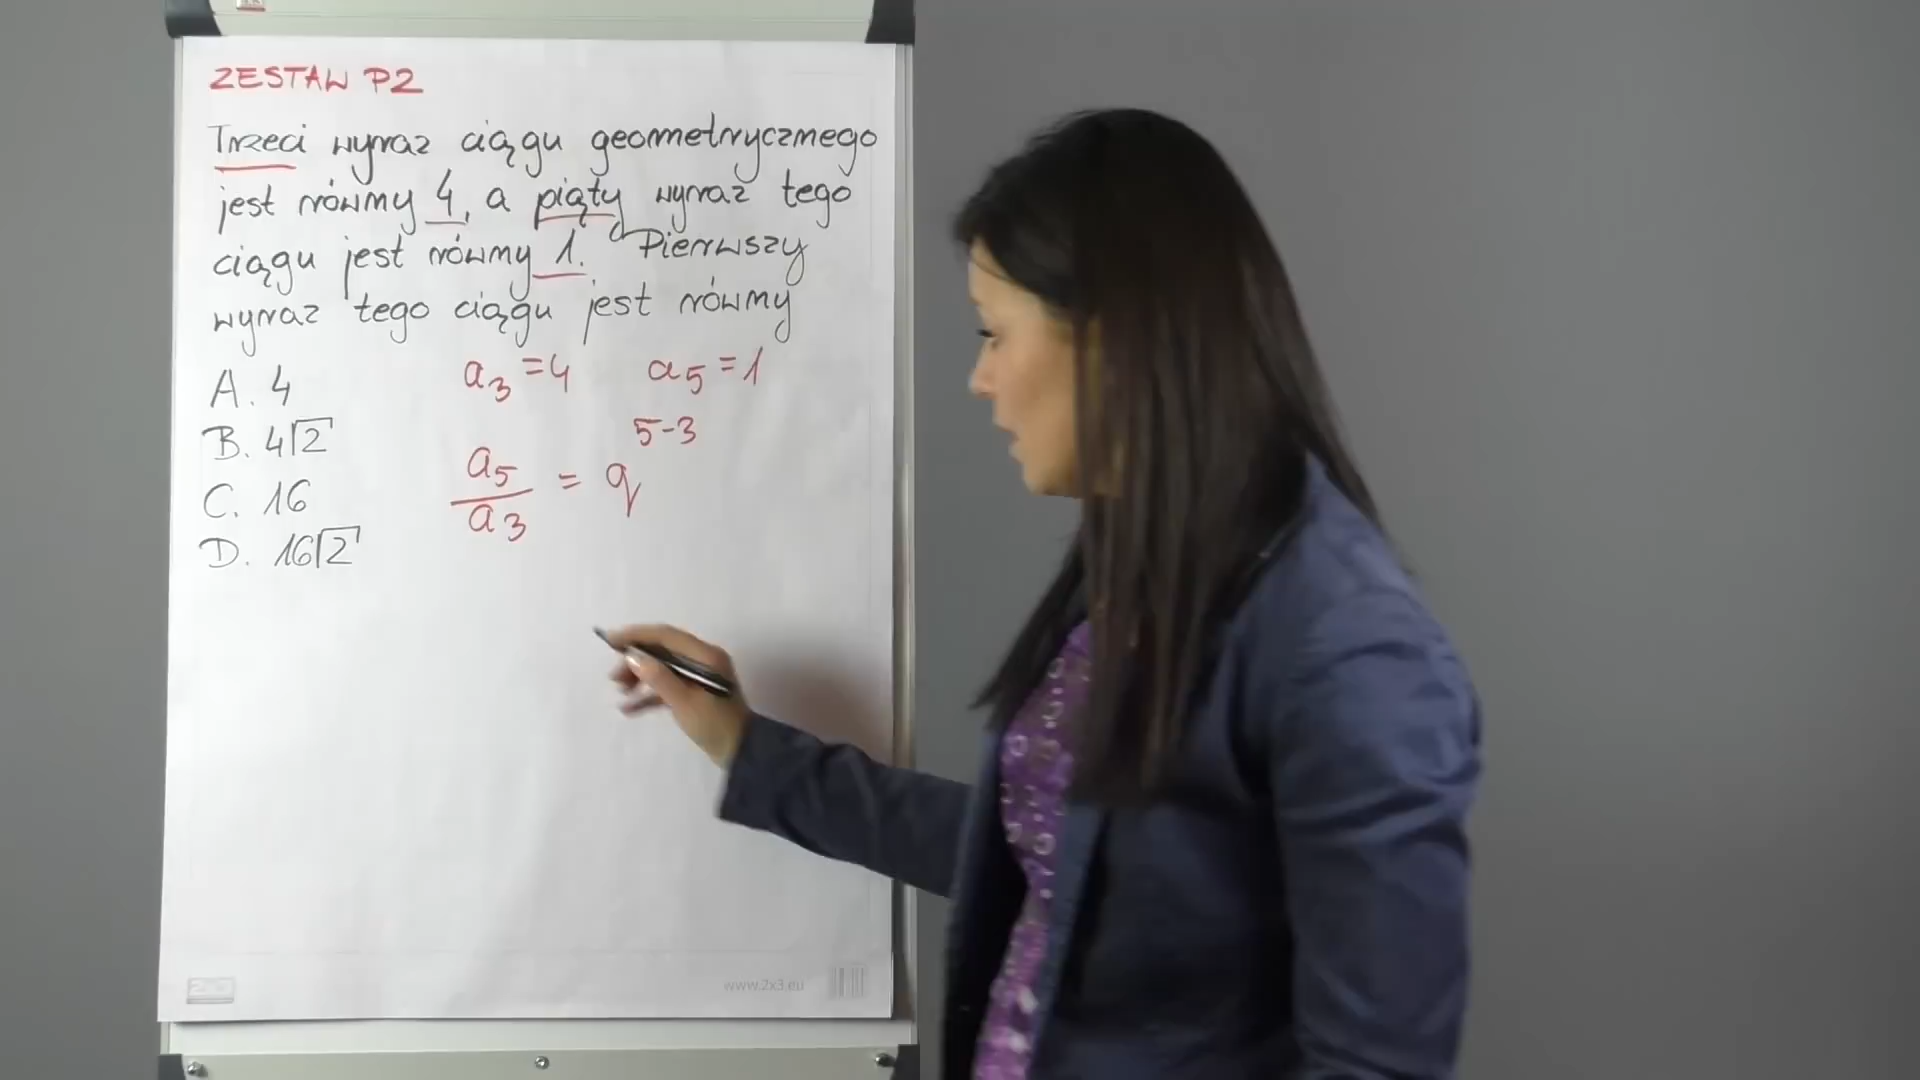 ZESTAW P2
Trzeci wyraz ciągu geometrycznego
jest równy 4, a piąty wyraz tego
ciągu jest równy 1. Pierwszy
wyraz tego ciągu jest równy
A. 4
a₃ = 4 a₅ = 1
B. 4√2
C. 16
D. 16√2
a₅/a₃ = q⁵⁻³
www.2x3.eu